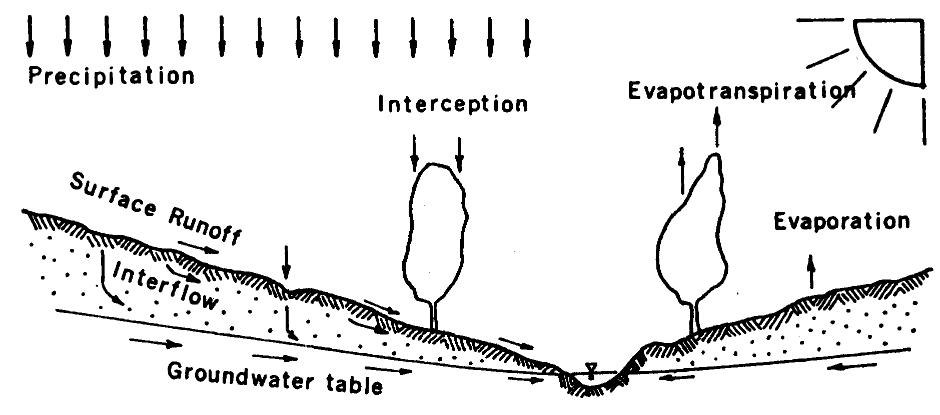 Precipitation
Interception
Evapotranspiration
Surface Runoff
Evaporation
Interflow
Groundwater table